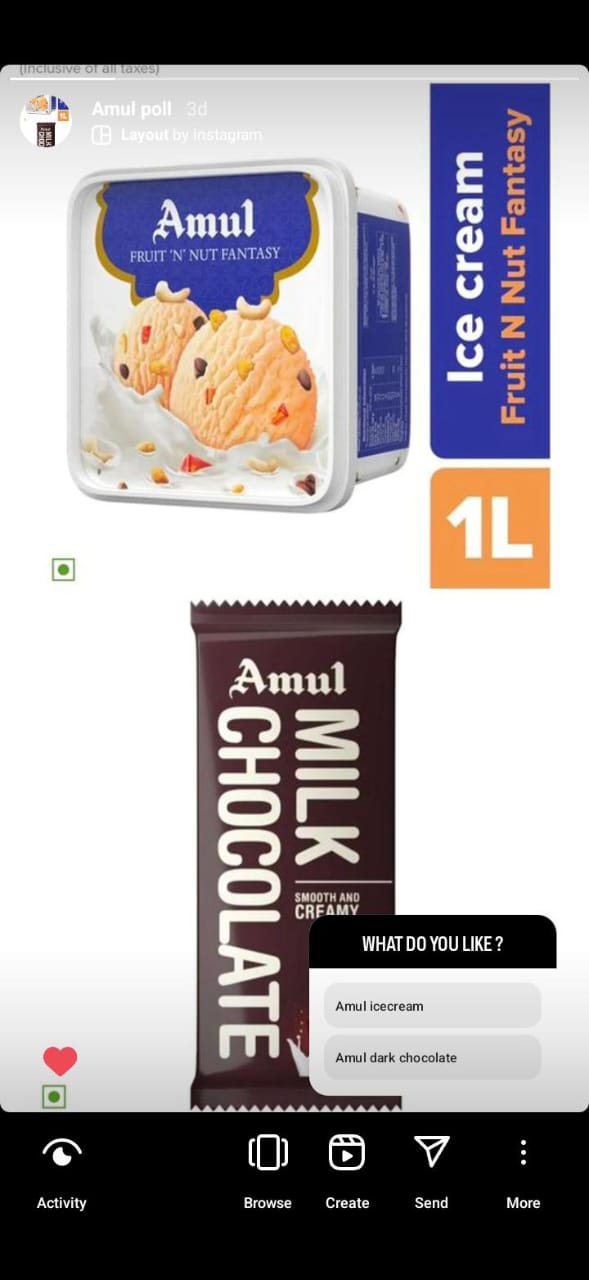 (Inclusive of all taxes)
Amul poll 3d
Layout by instagram
Amul
FRUIT 'N' NUT FANTASY
Ice cream
Fruit N Nut Fantasy
1L
Amul
MILK
CHOCOLATE
SMOOTH AND
CREAMY
WHAT DO YOU LIKE ?
Amul icecream
Amul dark chocolate
Activity
Browse
Create
Send
More